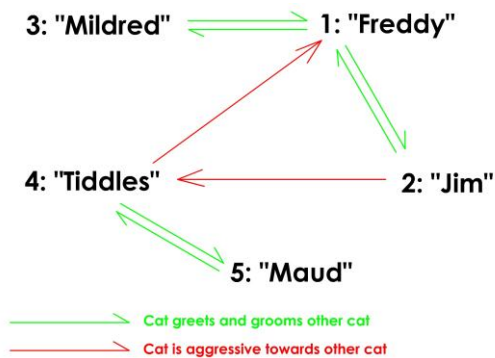 3: "Mildred"
1: "Freddy"
4: "Tiddles"
2: "Jim"
5: "Maud"
Cat greets and grooms other cat
Cat is aggressive towards other cat